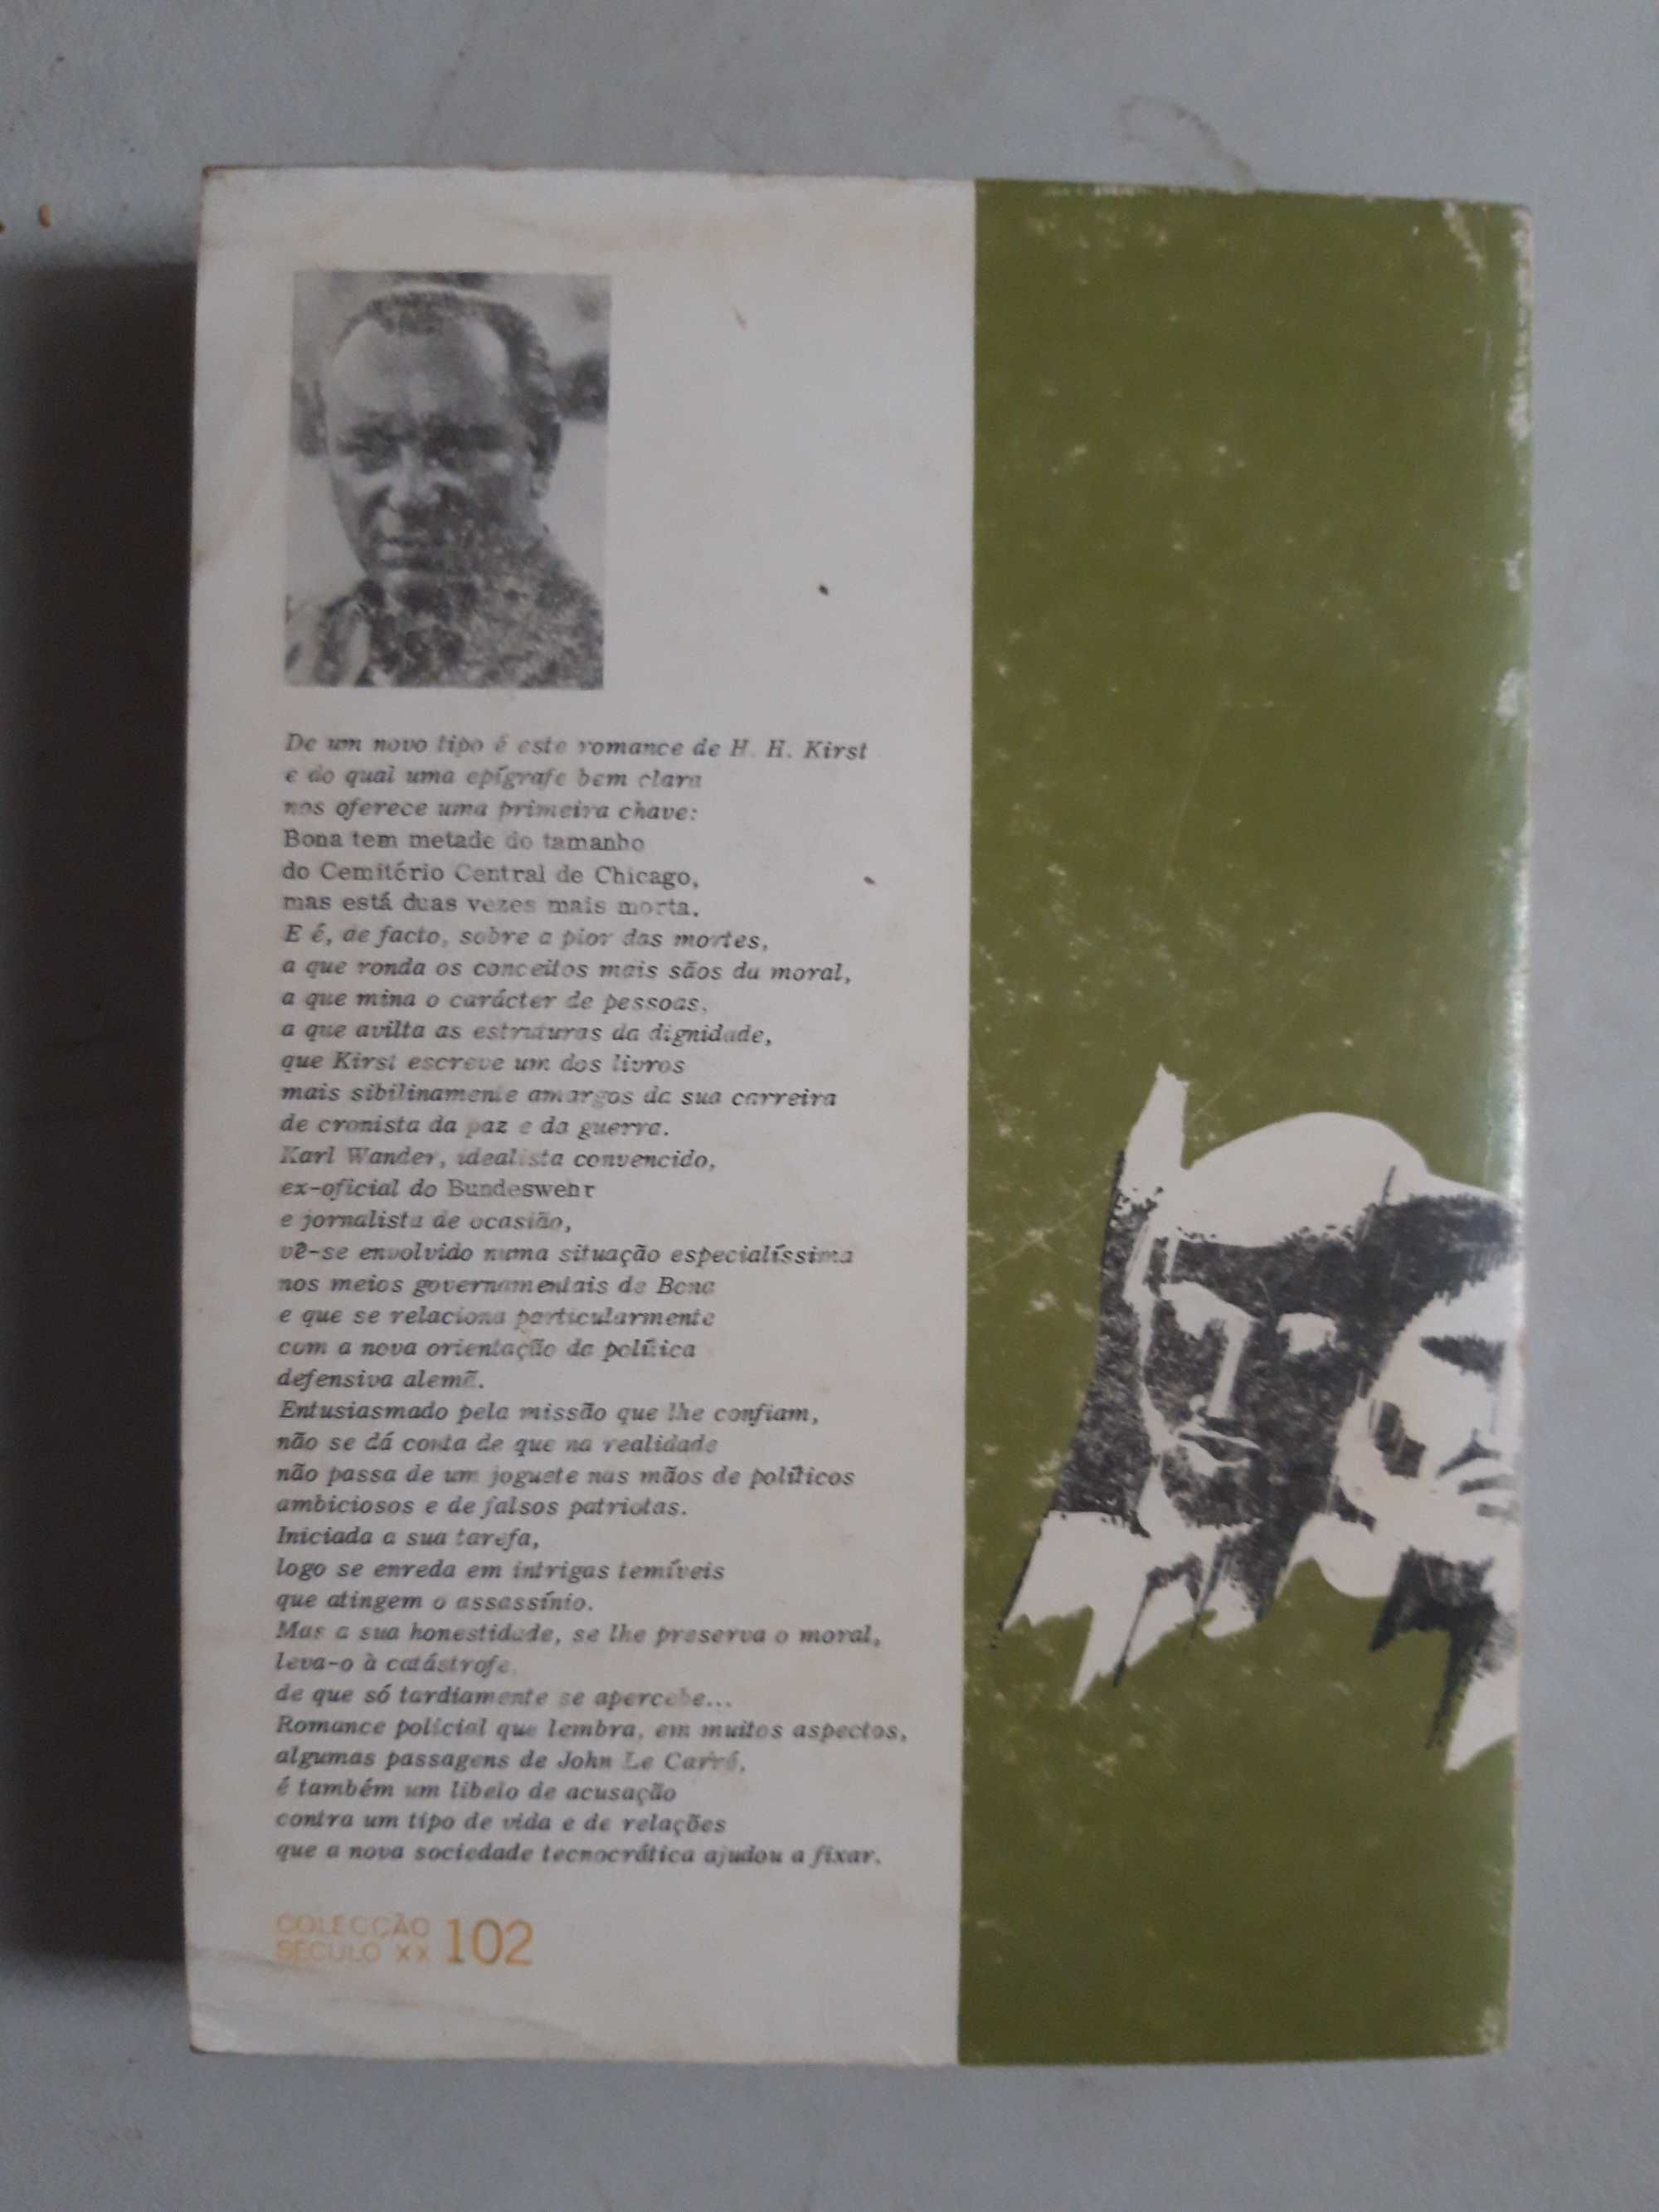 De um novo tipo é este romance de H. H. Kirst
e do qual uma epígrafe bem clara
nos oferece uma primeira chave:
Bona tem metade do tamanho
do Cemitério Central de Chicago,
mas está duas vezes mais morta.
E é, de facto, sobre a pior das mortes,
a que ronda os conceitos mais sãos da moral,
a que mina o carácter de pessoas,
a que avilta as estruturas da dignidade,
que Kirst escreve um dos livros
mais sibilinamente amargos da sua carreira
de cronista da paz e da guerra.
Karl Wander, idealista convencido,
ex-oficial do Bundeswehr
e jornalista de ocasião,
vê-se envolvido numa situação especialíssima
nos meios governamentais de Bona
e que se relaciona particularmente
com a nova orientação da política
defensiva alemã.
Entusiasmado pela missão que lhe confiam,
não se dá conta de que na realidade
não passa de um joguete nas mãos de políticos
ambiciosos e de falsos patriotas.
Iniciada a sua tarefa,
logo se enreda em intrigas temíveis
que atingem o assassínio.
Mas a sua honestidade, se lhe preserva o moral,
leva-o à catástrofe,
de que só tardiamente se apercebe...
Romance policial que lembra, em muitos aspectos,
algumas passagens de John Le Carré,
é também um libelo de acusação
contra um tipo de vida e de relações
que a nova sociedade tecnocrática ajudou a fixar.
COLECÇÃO
SÉCULO XX 102